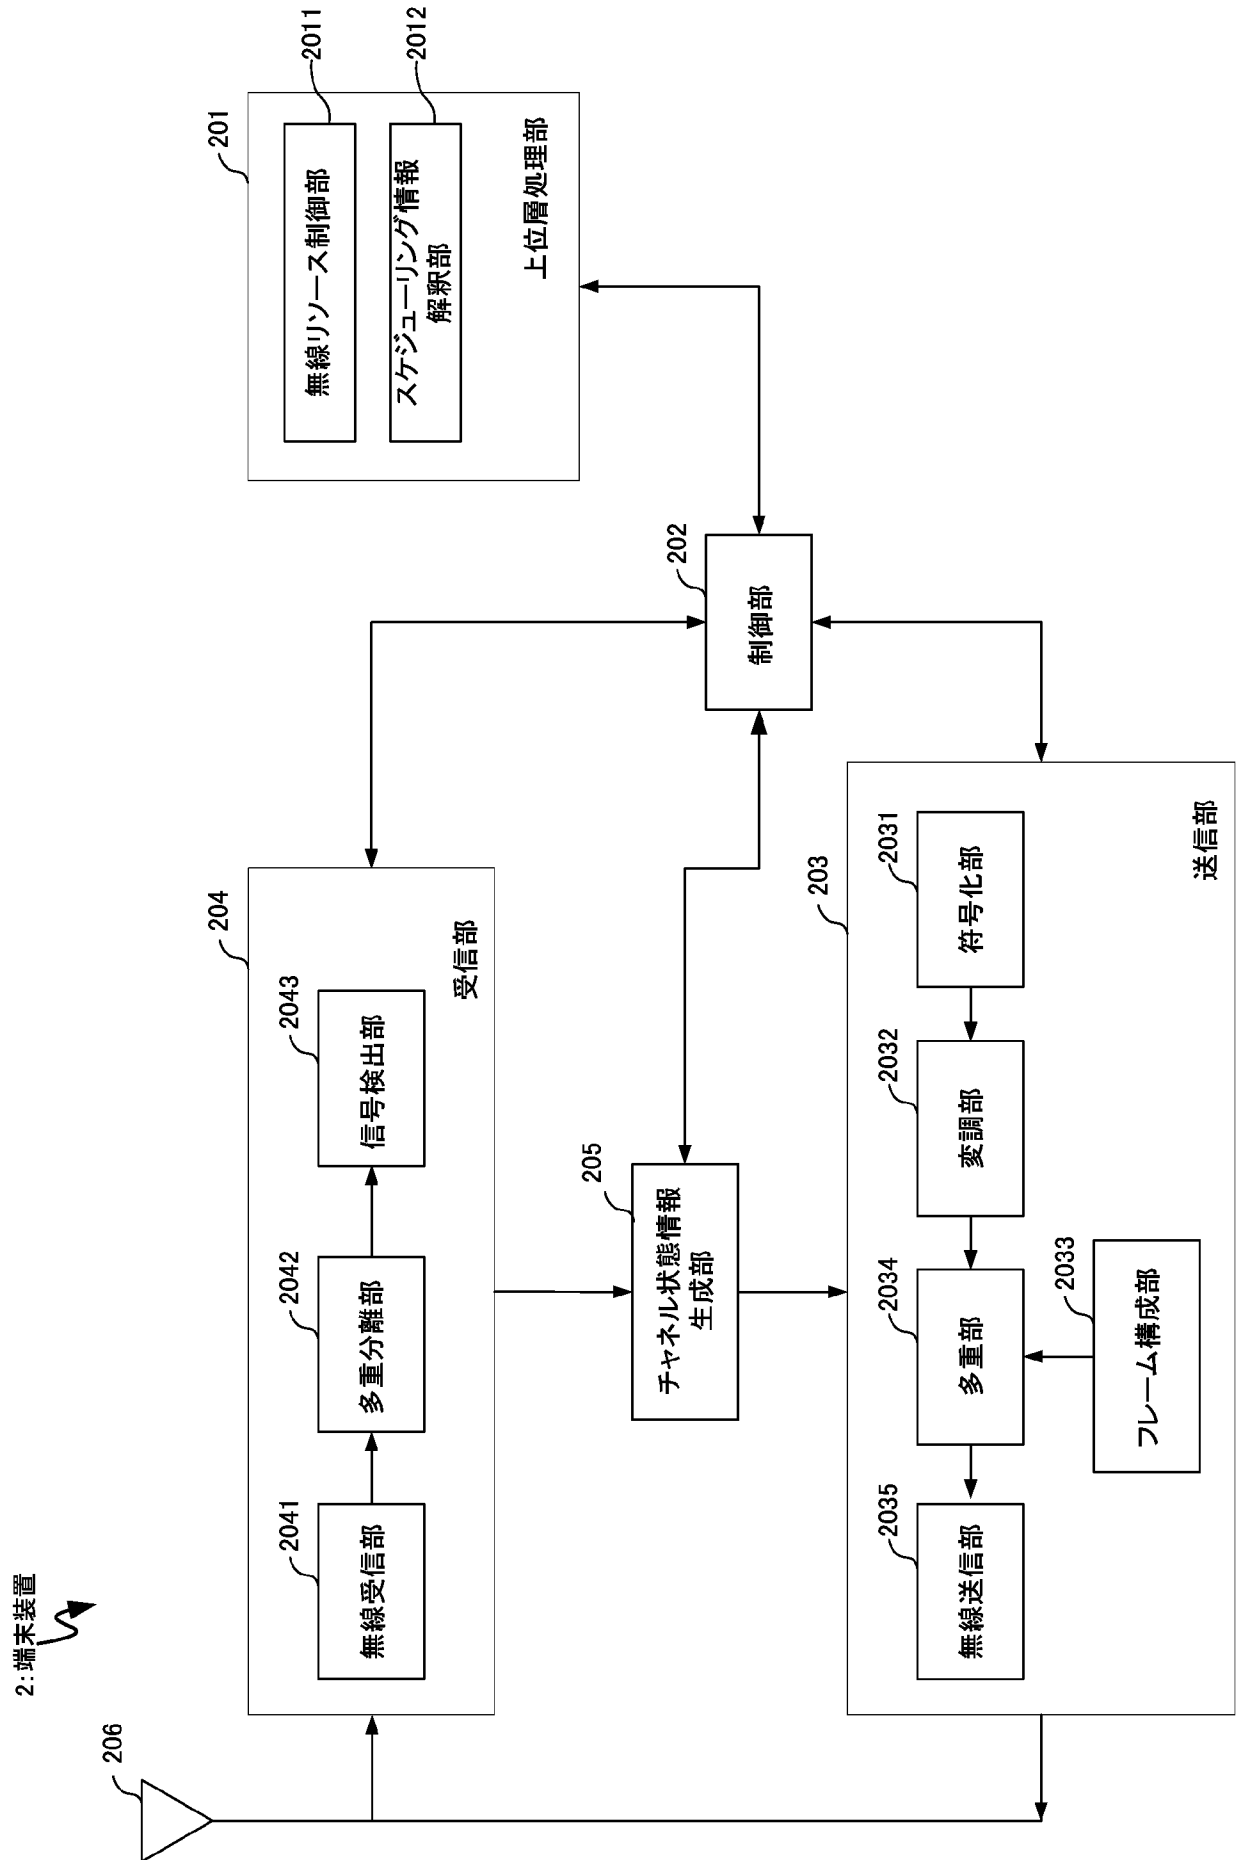 2:端末装置
206
204
2041
無線受信部
2042
多重分離部
2043
信号検出部
受信部
205
チャネル状態情報
生成部
202
制御部
201
2011
無線リソース制御部
2012
スケジューリング情報
解釈部
上位層処理部
203
2035
無線送信部
2034
多重部
2032
変調部
2031
符号化部
2033
フレーム構成部
送信部